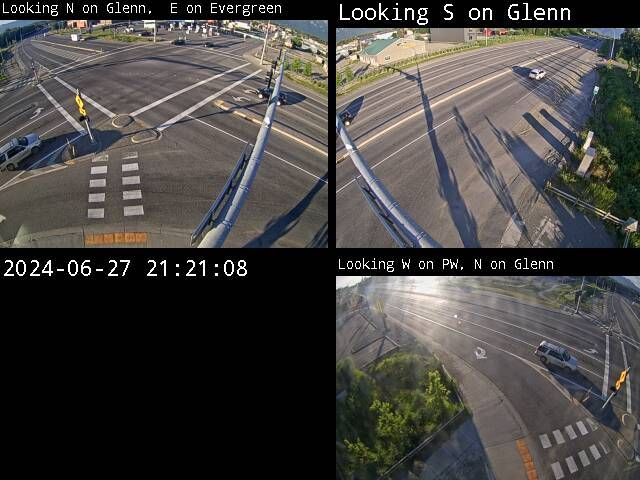 Looking N on Glenn,  E on Evergreen
Looking S on Glenn
2024-06-27 21:21:08
Looking W on PW, N on Glenn